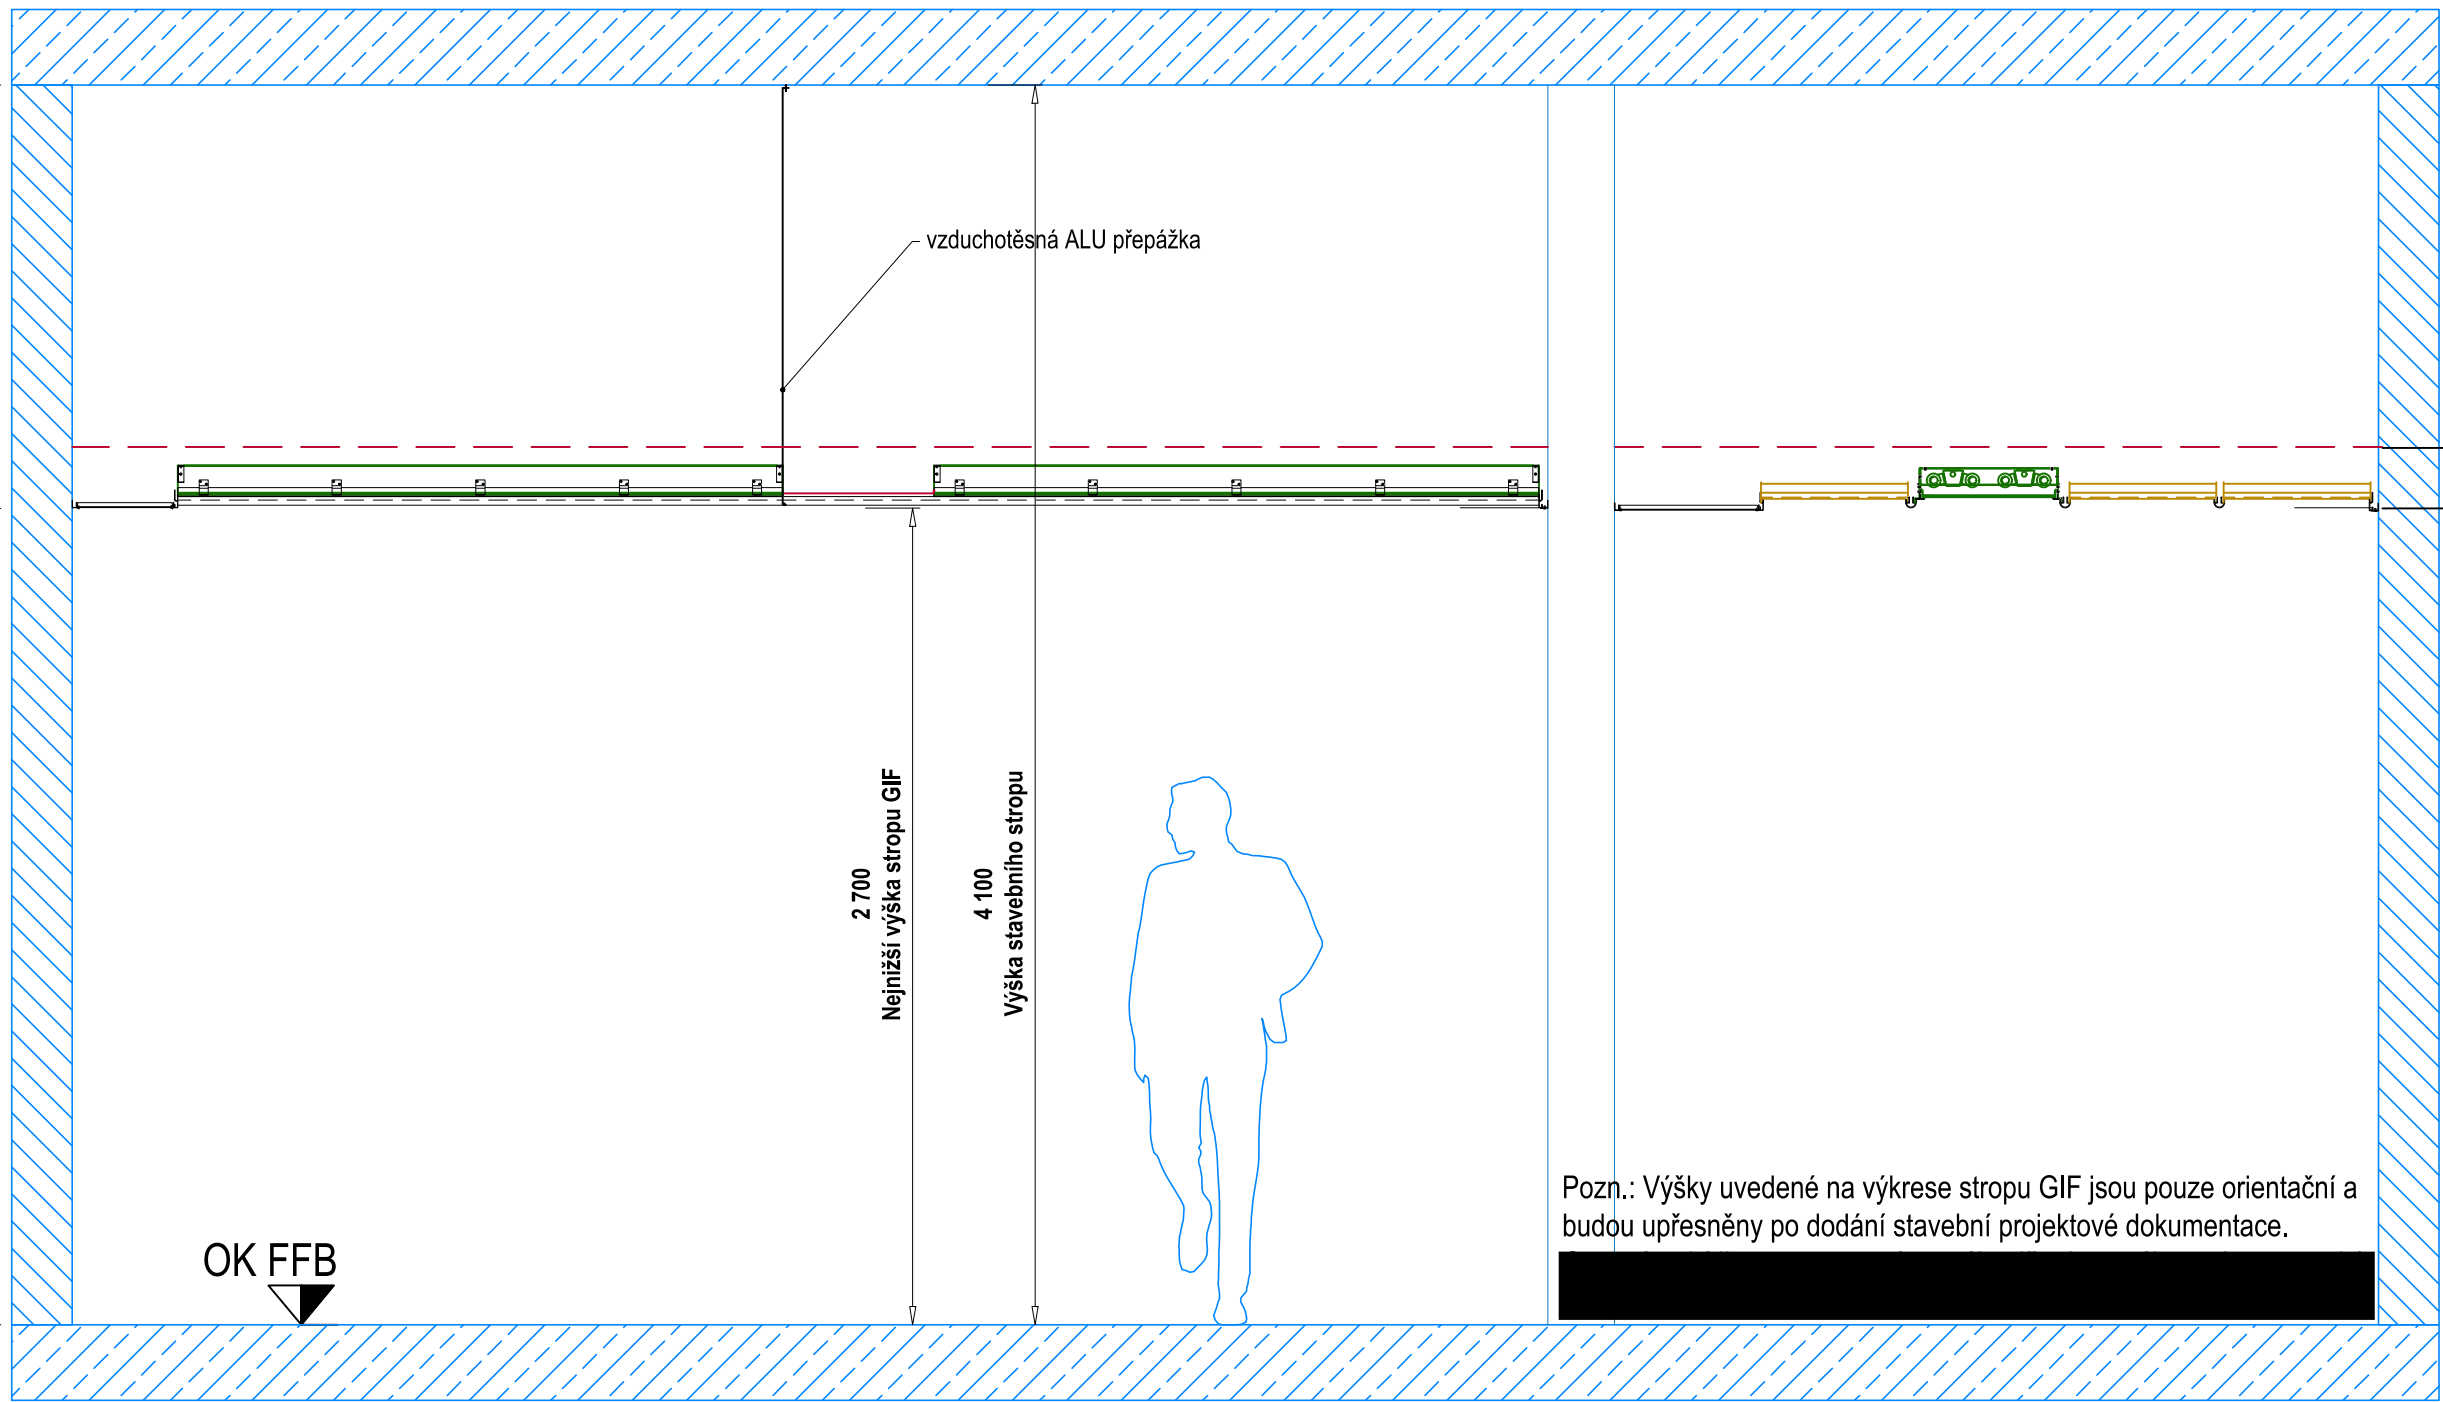 vzduchotěsná ALU přepážka
2 700
Nejnižší výška stropu GIF
4 100
Výška stavebního stropu
OK FFB
Pozn.: Výšky uvedené na výkrese stropu GIF jsou pouze orientační a
budou upřesněny po dodání stavební projektové dokumentace.